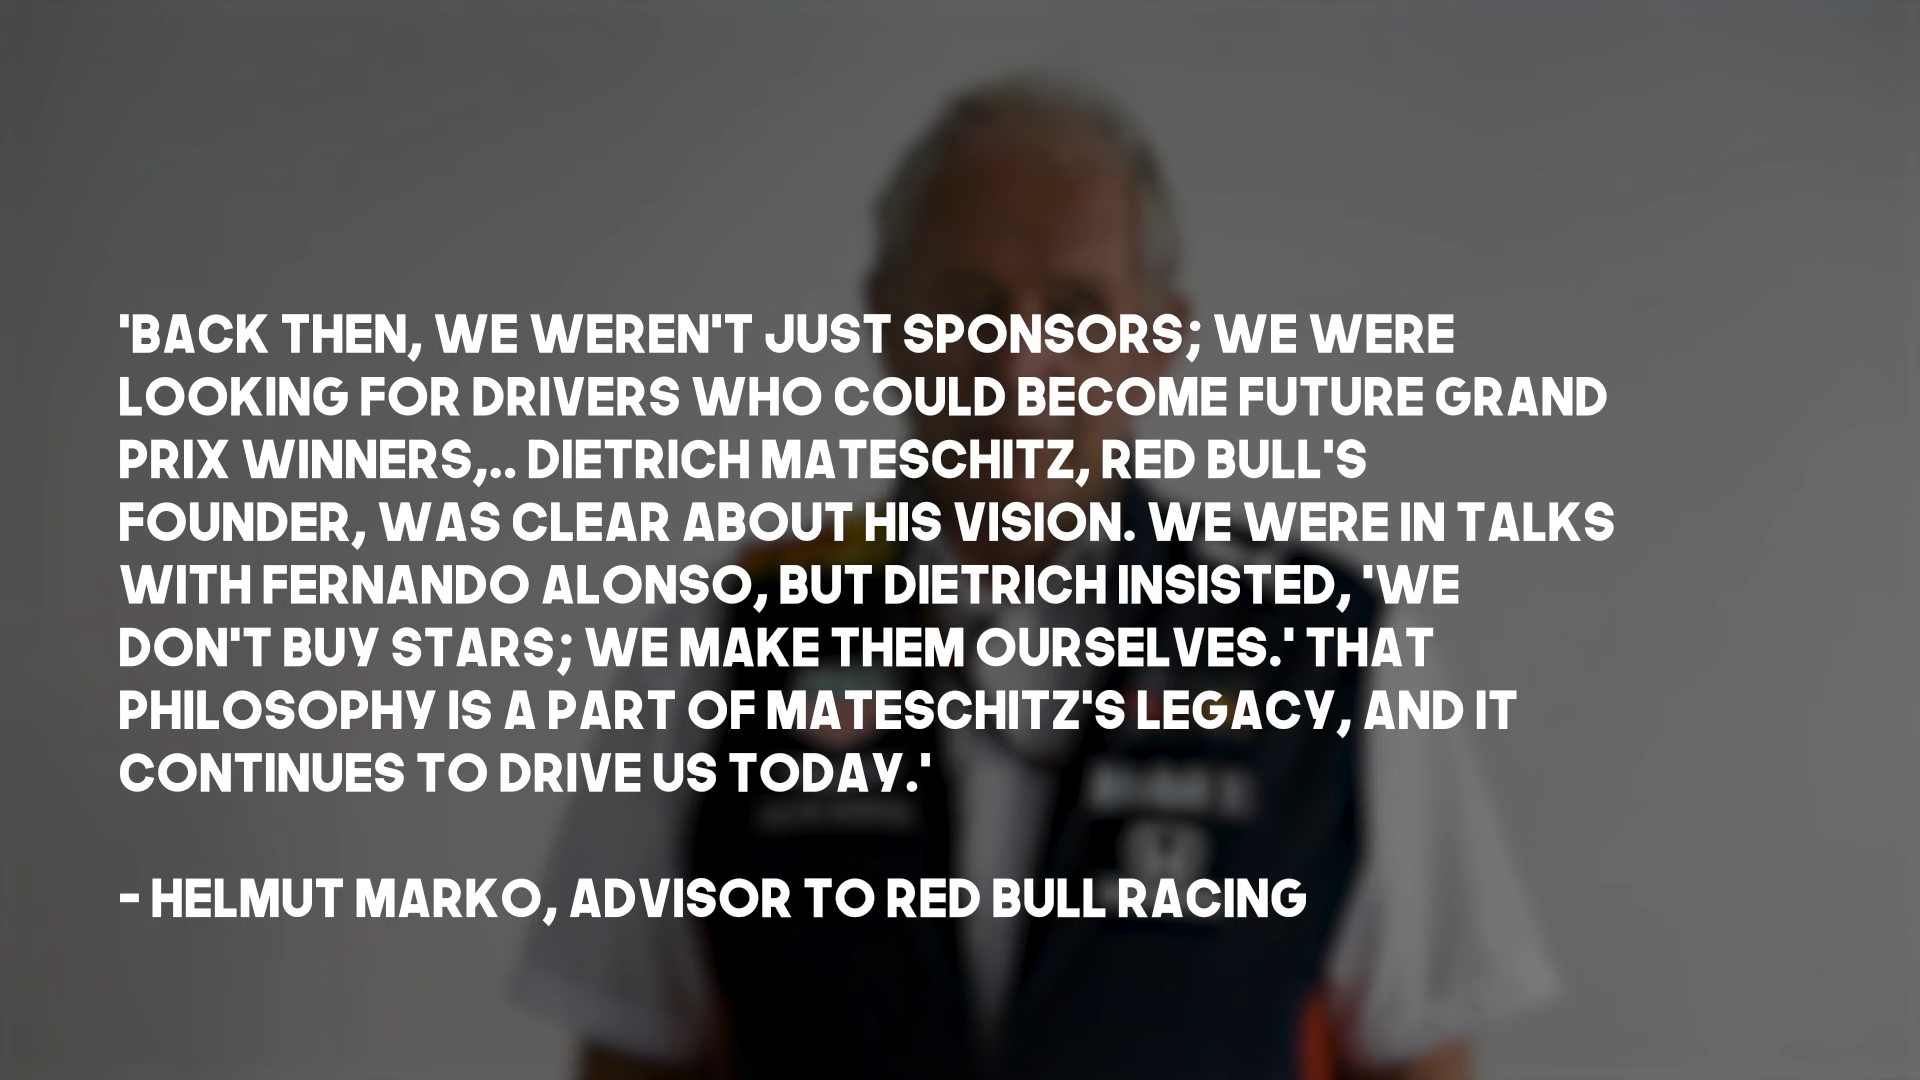 'BACK THEN, WE WEREN'T JUST SPONSORS; WE WERE
LOOKING FOR DRIVERS WHO COULD BECOME FUTURE GRAND
PRIX WINNERS,.. DIETRICH MATESCHITZ, RED BULL'S
FOUNDER, WAS CLEAR ABOUT HIS VISION. WE WERE IN TALKS
WITH FERNANDO ALONSO, BUT DIETRICH INSISTED, 'WE
DON'T BUY STARS; WE MAKE THEM OURSELVES.' THAT
PHILOSOPHY IS A PART OF MATESCHITZ'S LEGACY, AND IT
CONTINUES TO DRIVE US TODAY.'
- HELMUT MARKO, ADVISOR TO RED BULL RACING